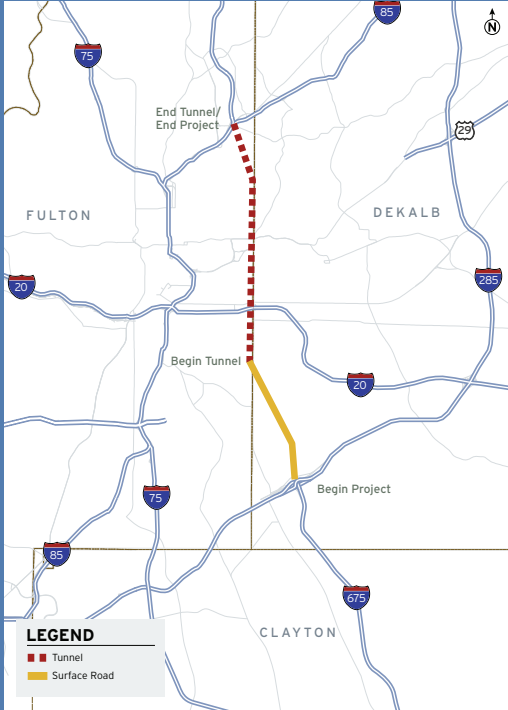 85
N
75
End Tunnel/
End Project
29
FULTON
DEKALB
20
285
Begin Tunnel
20
Begin Project
75
85
675
CLAYTON
LEGEND
Tunnel
Surface Road